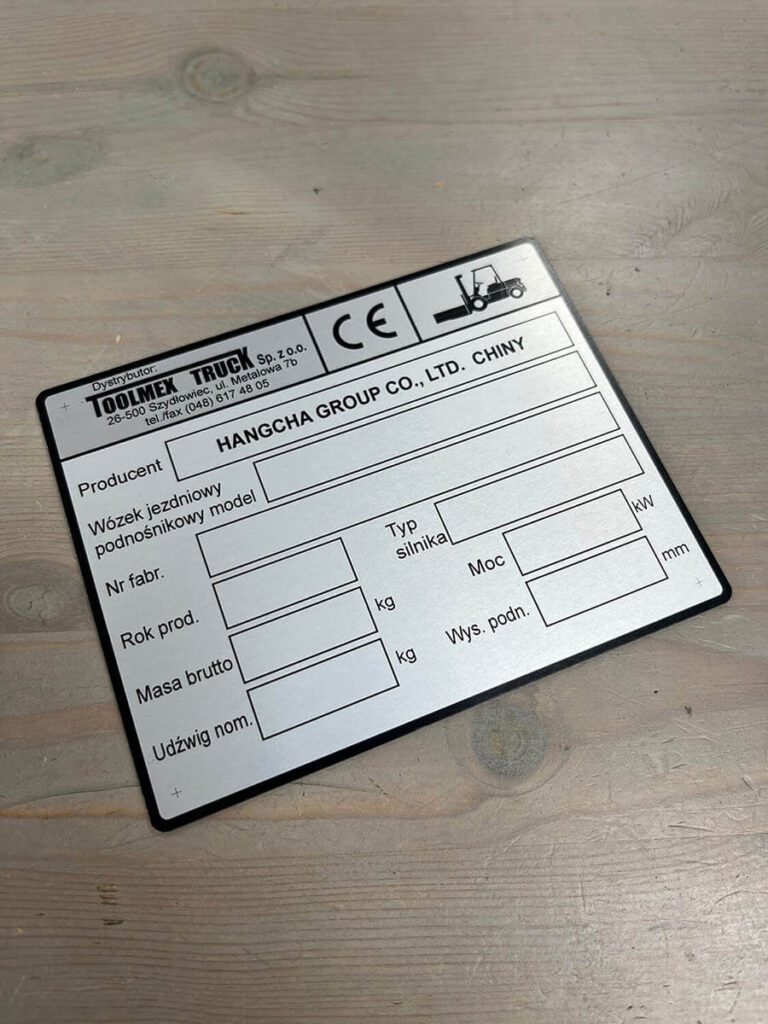 Dystrybutor:
TOOLMEX TRUCK Sp. z o.o.
26-500 Szydłowiec, ul. Metalowa 7b
tel./fax (048) 617 48 05
CE
Producent HANGCHA GROUP CO., LTD. CHINY
Wózek jezdniowy
podnośnikowy model
Nr fabr.
Rok prod.
Typ
silnika
Masa brutto kg
Moc kW
Udźwig nom. kg
Wys. podn. mm